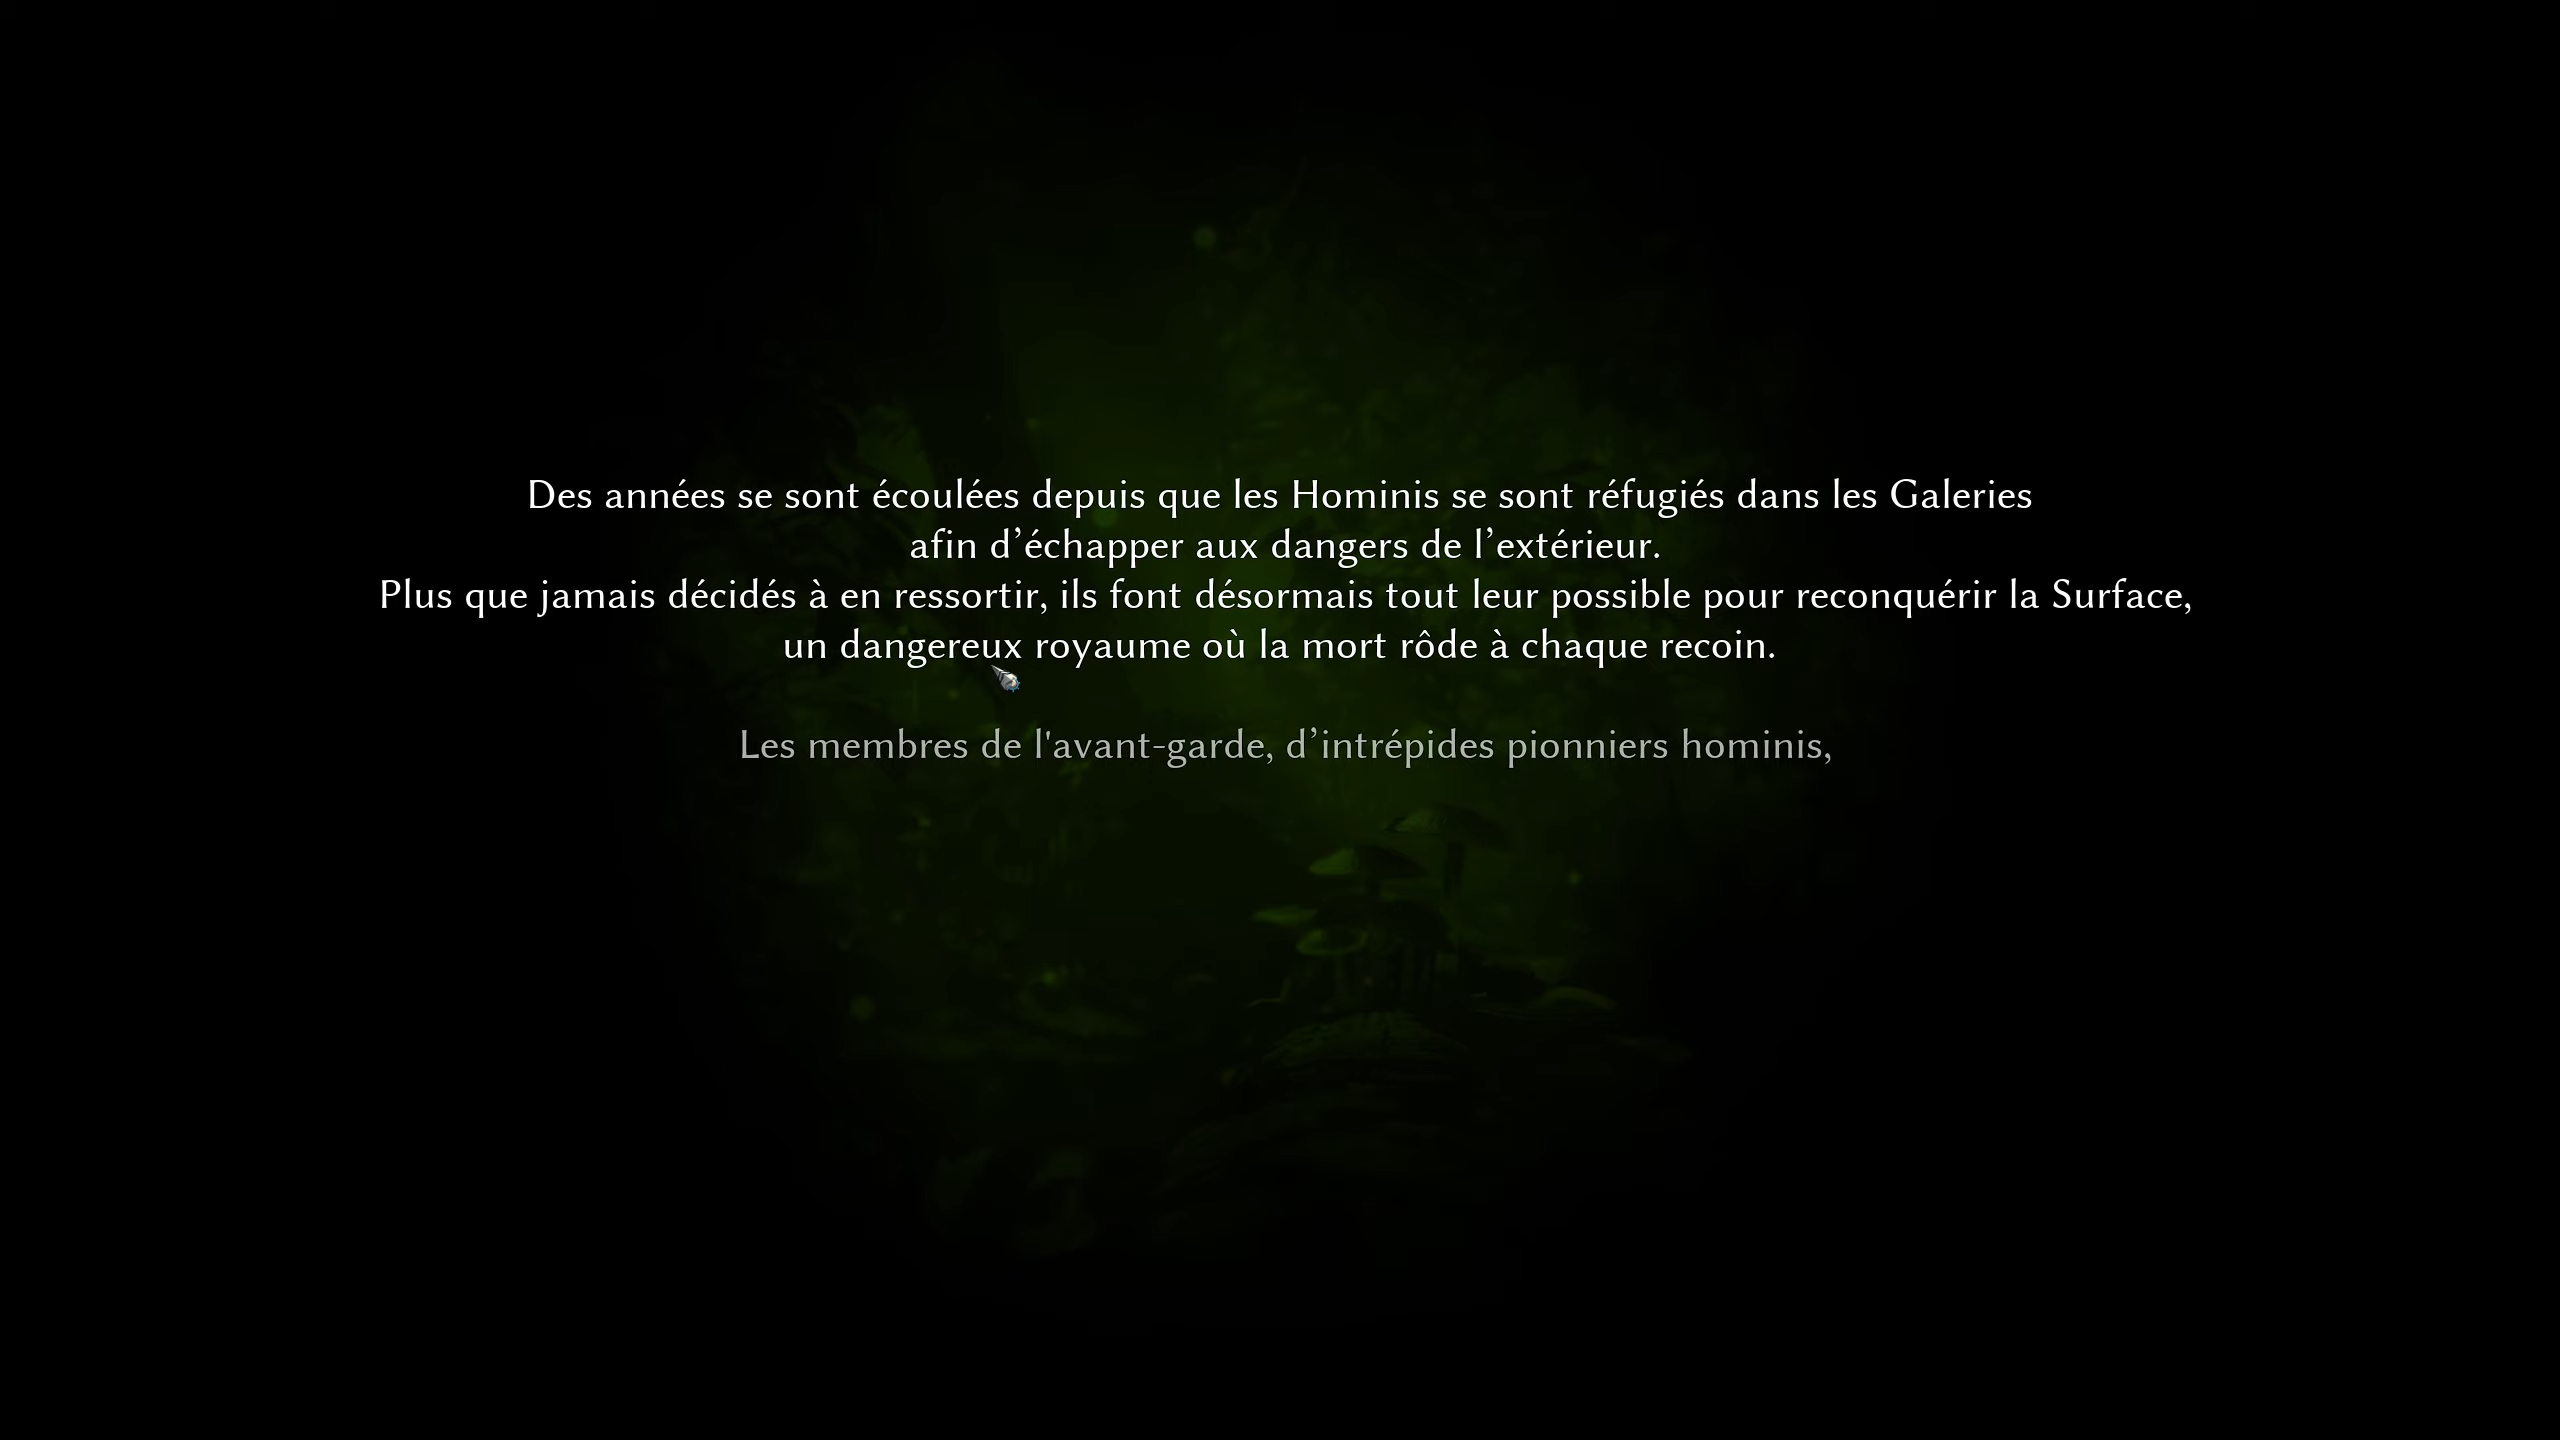 Des années se sont écoulées depuis que les Hominis se sont réfugiés dans les Galeries
afin d’échapper aux dangers de l’extérieur.
Plus que jamais décidés à en ressortir, ils font désormais tout leur possible pour reconquérir la Surface,
un dangereux royaume où la mort rôde à chaque recoin.
Les membres de l'avant-garde, d’intrépides pionniers hominis,